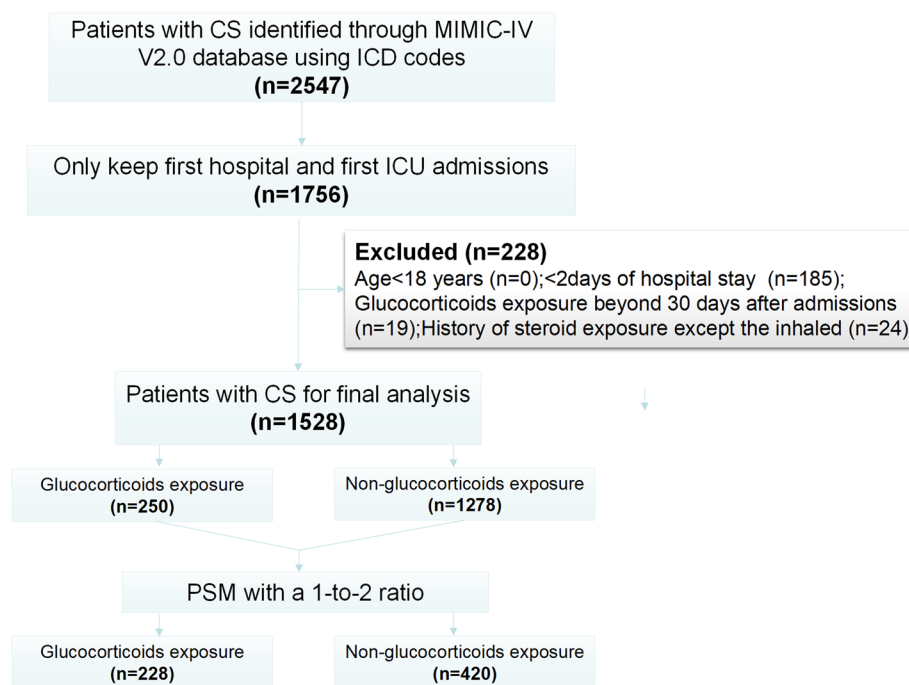 Patients with CS identified through MIMIC-IV
V2.0 database using ICD codes
(n=2547)
Only keep first hospital and first ICU admissions
(n=1756)
Excluded (n=228)
Age<18 years (n=0);<2days of hospital stay (n=185);
Glucocorticoids exposure beyond 30 days after admissions
(n=19);History of steroid exposure except the inhaled (n=24)
Patients with CS for final analysis
(n=1528)
Glucocorticoids exposure
(n=250)
Non-glucocorticoids exposure
(n=1278)
PSM with a 1-to-2 ratio
Glucocorticoids exposure
(n=228)
Non-glucocorticoids exposure
(n=420)